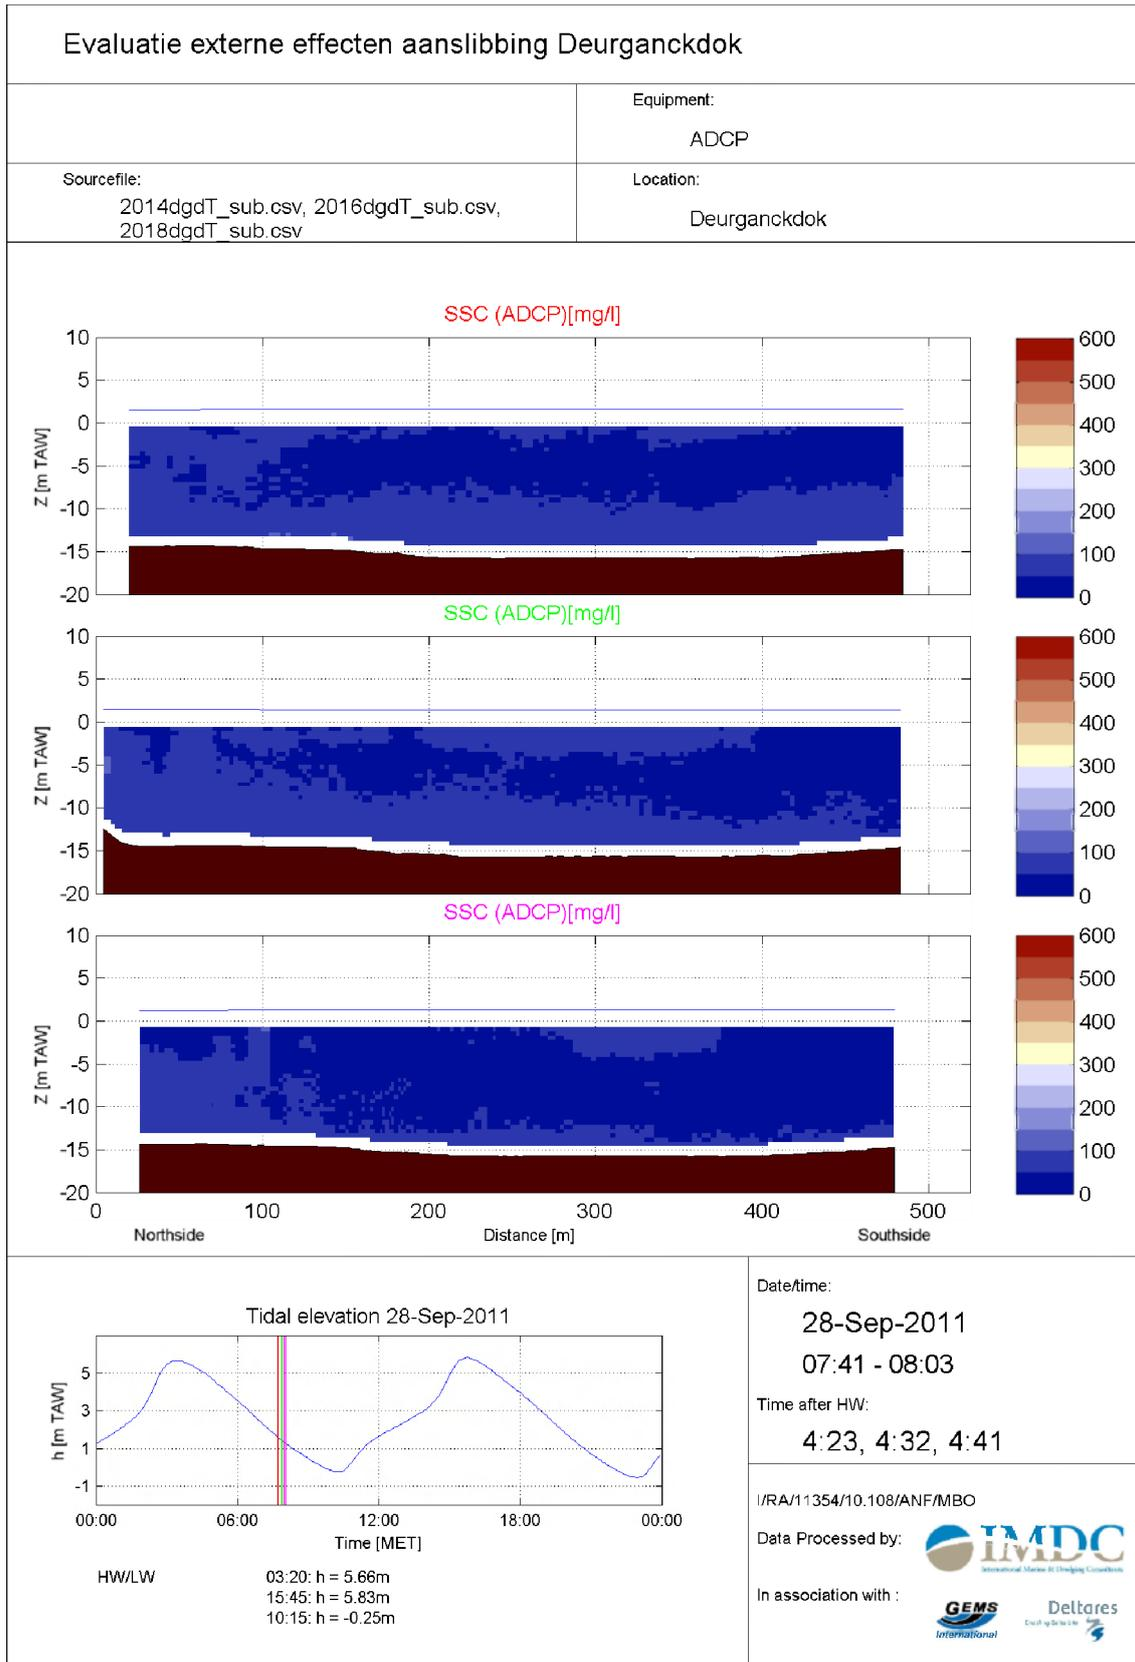 Evaluatie externe effecten aanslibbing Deurganckdok
Equipment:
ADCP
Sourcefile:
2014dgdT_sub.csv, 2016dgdT_sub.csv,
2018dgdT_sub.csv
Location:
Deurganckdok
SSC (ADCP)[mg/l]
10
5
0
-5
-10
-15
-20
Z [m TAW]
600
500
400
300
200
100
0
SSC (ADCP)[mg/l]
10
5
0
-5
-10
-15
-20
Z [m TAW]
600
500
400
300
200
100
0
SSC (ADCP)[mg/l]
10
5
0
-5
-10
-15
-20
Z [m TAW]
600
500
400
300
200
100
0
0 100 200 300 400 500
Northside Distance [m] Southside
Tidal elevation 28-Sep-2011
5
3
1
-1
h [m TAW]
00:00 06:00 12:00 18:00 00:00
Time [MET]
HW/LW 03:20: h = 5.66m
15:45: h = 5.83m
10:15: h = -0.25m
Date/time:
28-Sep-2011
07:41 - 08:03
Time after HW:
4:23, 4:32, 4:41
I/RA/11354/10.108/ANF/MBO
Data Processed by:
IMDC
International Marine & Dredging Consultants
In association with :
GEMS
International
Deltares